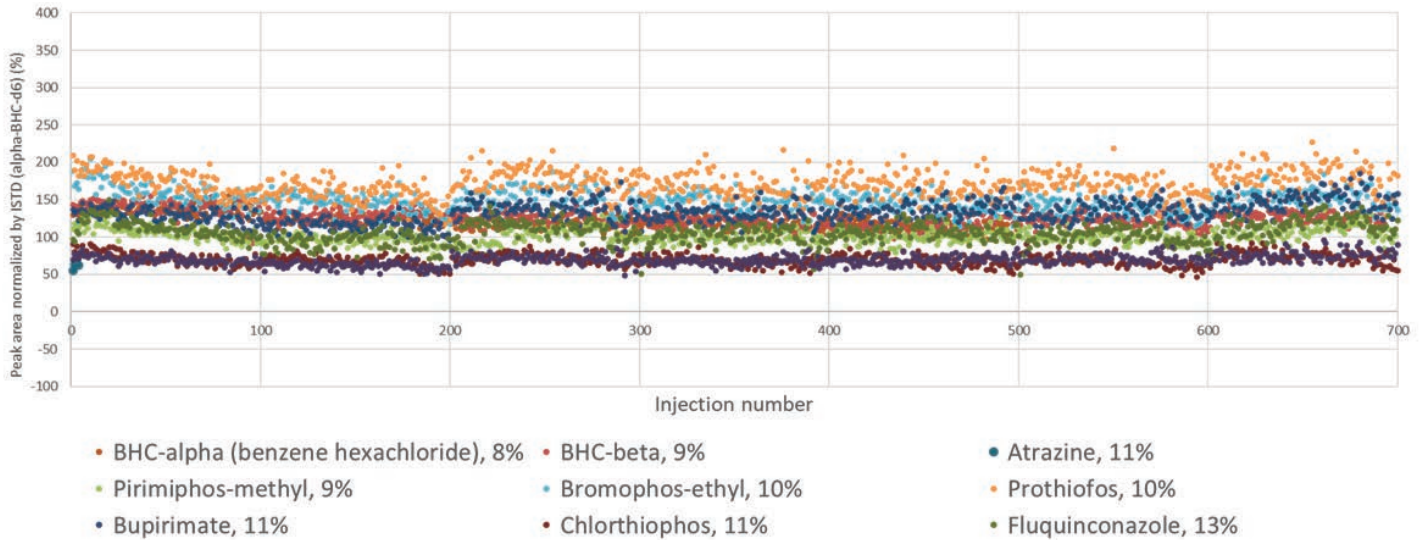 400
350
300
250
200
150
100
50
0
-50
-100
Peak area normalized by ISTD (alpha-BHC-d6) (%)
0 100 200 300 400 500 600 700
Injection number
BHC-alpha (benzene hexachloride), 8% BHC-beta, 9% Atrazine, 11%
Pirimiphos-methyl, 9% Bromophos-ethyl, 10% Prothiofos, 10%
Bupirimate, 11% Chlorthiophos, 11% Fluquinconazole, 13%